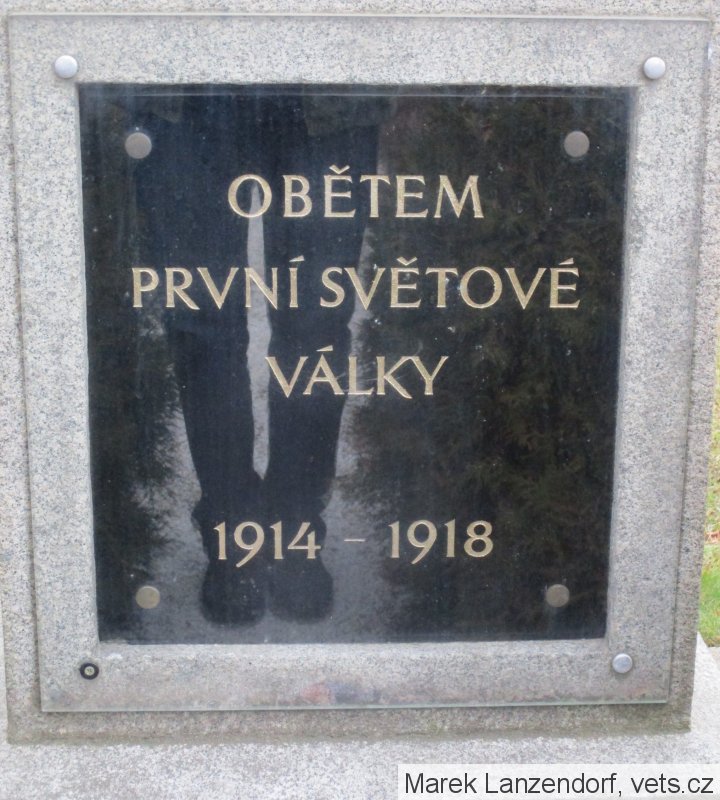 OBĚTEM
PRVNÍ SVĚTOVÉ
VÁLKY
1914 - 1918
Marek Lanzendorf, vets.cz